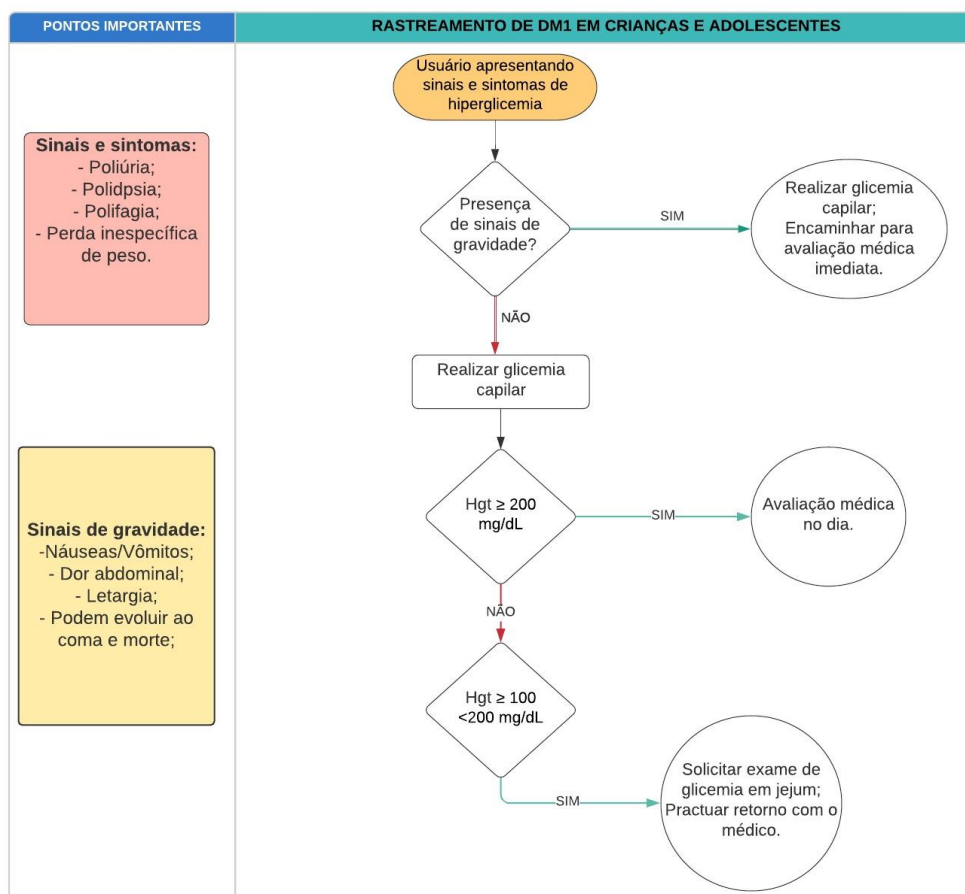 PONTOS IMPORTANTES
RASTREAMENTO DE DM1 EM CRIANÇAS E ADOLESCENTES
Usuário apresentando
sinais e sintomas de
hiperglicemia
Sinais e sintomas:
- Poliúria;
- Polidpsia;
- Polifagia;
- Perda inespecífica
de peso.
Presença
de sinais de
gravidade?
SIM
Realizar glicemia
capilar;
Encaminhar para
avaliação médica
imediata.
NÃO
Realizar glicemia
capilar
Sinais de gravidade:
-Náuseas/Vômitos;
- Dor abdominal;
- Letargia;
- Podem evoluir ao
coma e morte;
Hgt ≥ 200
mg/dL
SIM
Avaliação médica
no dia.
NÃO
Hgt ≥ 100
<200 mg/dL
SIM
Solicitar exame de
glicemia em jejum;
Practuar retorno com o
médico.